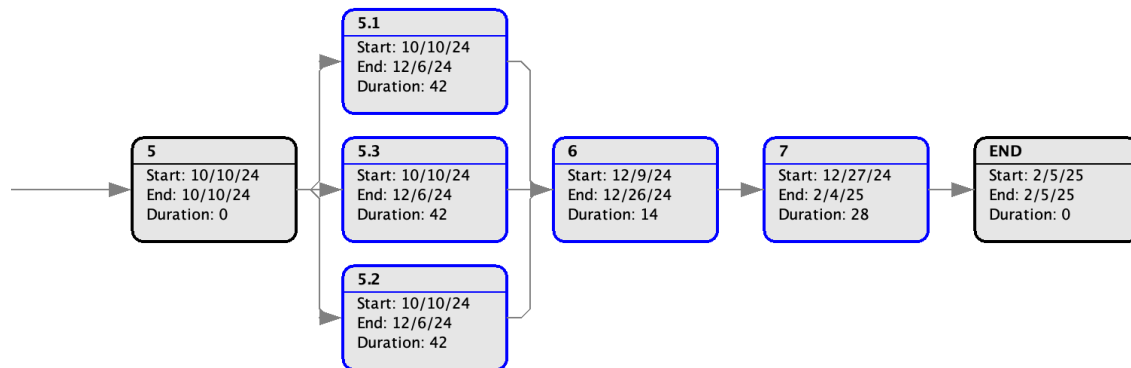 5.1
Start: 10/10/24
End: 12/6/24
Duration: 42
5
Start: 10/10/24
End: 10/10/24
Duration: 0
5.3
Start: 10/10/24
End: 12/6/24
Duration: 42
6
Start: 12/9/24
End: 12/26/24
Duration: 14
7
Start: 12/27/24
End: 2/4/25
Duration: 28
END
Start: 2/5/25
End: 2/5/25
Duration: 0
5.2
Start: 10/10/24
End: 12/6/24
Duration: 42